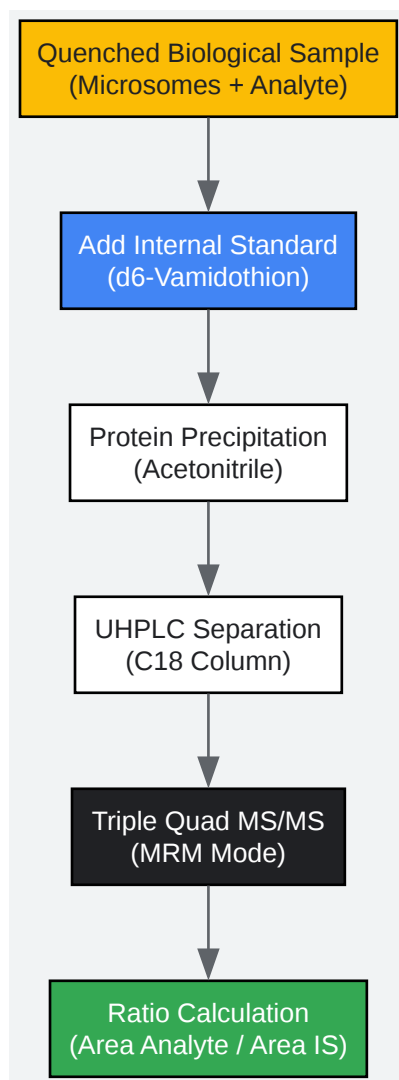 Quenched Biological Sample
(Microsomes + Analyte)
Add Internal Standard
(d6-Vamidothion)
Protein Precipitation
(Acetonitrile)
UHPLC Separation
(C18 Column)
Triple Quad MS/MS
(MRM Mode)
Ratio Calculation
(Area Analyte / Area IS)